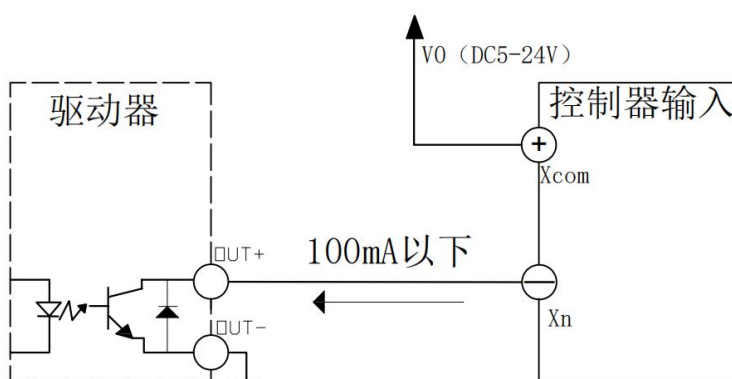 VO（DC5-24V）
驱动器
控制器输入
Xcom
OUT+
100mA以下
Xn
OUT-